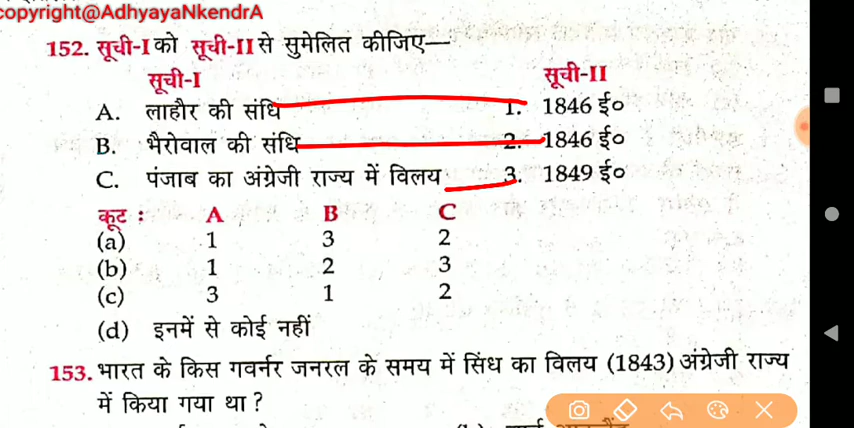 copyright@AdhyayaNkendrA
152. सूची-I को सूची-II से सुमेलित कीजिए—
सूची-I सूची-II
A. लाहौर की संधि 1. 1846 ई०
B. भैरोवाल की संधि 2. 1846 ई०
C. पंजाब का अंग्रेजी राज्य में विलय 3. 1849 ई०
कूट : A B C
(a) 1 3 2
(b) 1 2 3
(c) 3 1 2
(d) इनमें से कोई नहीं
153. भारत के किस गवर्नर जनरल के समय में सिंध का विलय (1843) अंग्रेजी राज्य
में किया गया था ?